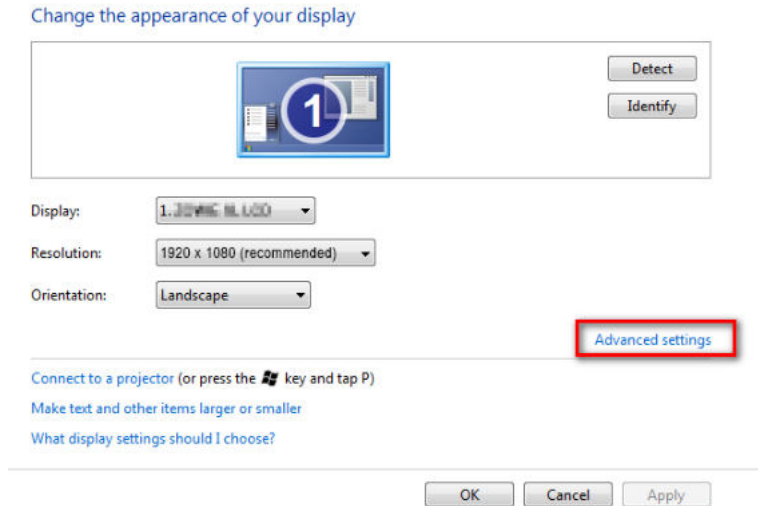 Change the appearance of your display
1
Detect
Identify
Display: 1. LCD
Resolution: 1920 x 1080 (recommended)
Orientation: Landscape
Advanced settings
Connect to a projector (or press the key and tap P)
Make text and other items larger or smaller
What display settings should I choose?
OK Cancel Apply